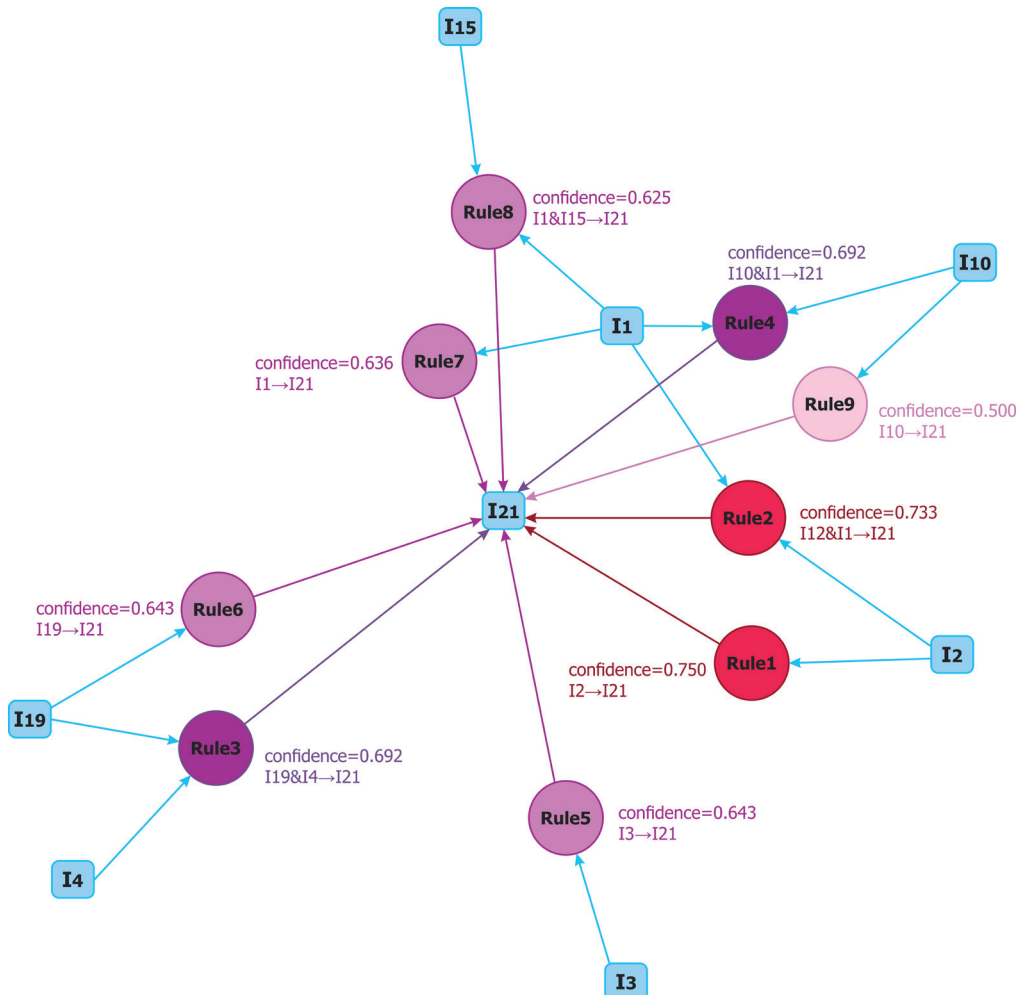 I15
Rule8
confidence=0.625
I1&I15→I21
confidence=0.692
I10&I1→I21
I10
I1
Rule4
Rule7
confidence=0.636
I1→I21
Rule9
confidence=0.500
I10→I21
I21
Rule2
confidence=0.733
I12&I1→I21
Rule6
confidence=0.643
I19→I21
Rule1
confidence=0.750
I2→I21
I2
I19
Rule3
confidence=0.692
I19&I4→I21
Rule5
confidence=0.643
I3→I21
I4
I3